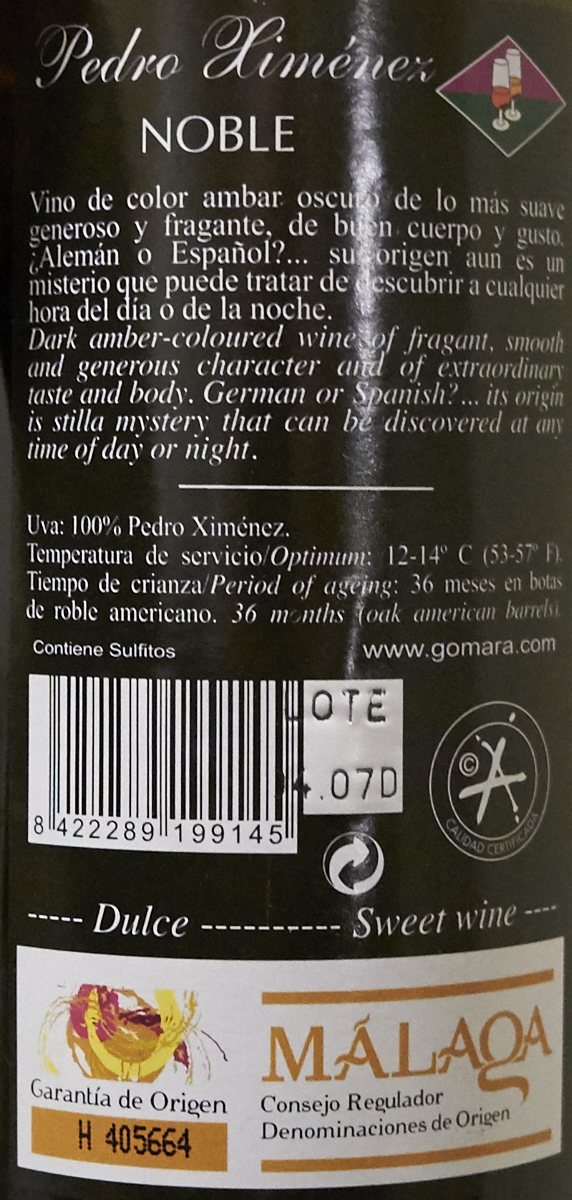 Pedro Ximénez
NOBLE
Vino de color ambar oscuro de lo más suave
generoso y fragante, de buen cuerpo y gusto.
¿Alemán o Español?... su origen aun es un
misterio que puede tratar de descubrir a cualquier
hora del día o de la noche.
Dark amber-coloured wine of fragant, smooth
and generous character and of extraordinary
taste and body. German or Spanish?... its origin
is stilla mystery that can be discovered at any
time of day or night.
Uva: 100% Pedro Ximénez.
Temperatura de servicio/Optimum: 12-14º C (53-57º F).
Tiempo de crianza/Period of ageing: 36 meses en botas
de roble americano. 36 months (oak american barrels).
Contiene Sulfitos
www.gomara.com
LOTE
4.07D
8 422289 199145
CALIDAD CERTIFICADA
----- Dulce ---------- Sweet wine ----
Garantía de Origen
H 405664
MÁLAGA
Consejo Regulador
Denominaciones de Origen